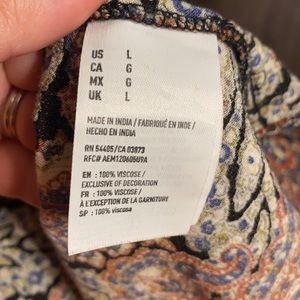 US L
CA G
MX G
UK L
MADE IN INDIA / FABRIQUÉ EN INDE /
HECHO EN INDIA
RN 54485/CA 03873
RFC# AEM120605U9A
EN : 100% VISCOSE /
EXCLUSIVE OF DECORATION
FR : 100% VISCOSE /
À L'EXCEPTION DE LA GARNITURE
SP : 100% viscosa